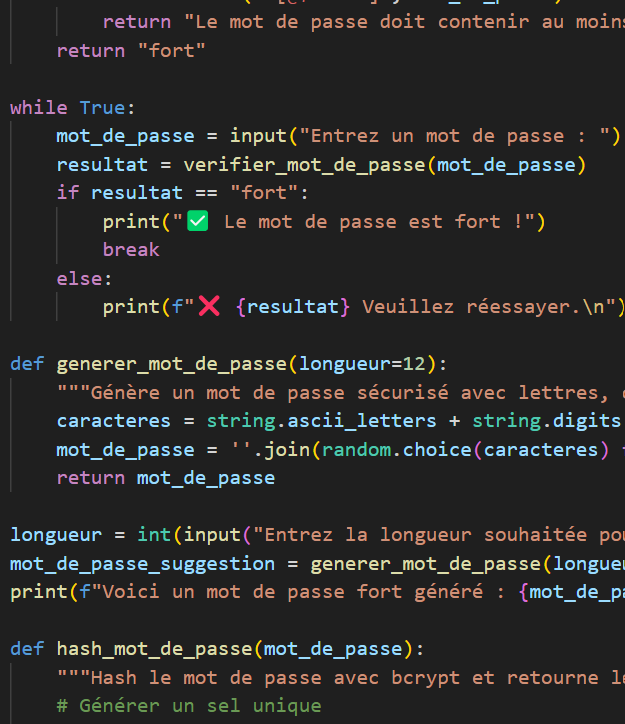 return "Le mot de passe doit contenir au moins
return "fort"
while True:
mot_de_passe = input("Entrez un mot de passe : ")
resultat = verifier_mot_de_passe(mot_de_passe)
if resultat == "fort":
print("✅ Le mot de passe est fort !")
break
else:
print(f"❌ {resultat} Veuillez réessayer.\n")
def generer_mot_de_passe(longueur=12):
"""Génère un mot de passe sécurisé avec lettres,
caracteres = string.ascii_letters + string.digits
mot_de_passe = ''.join(random.choice(caracteres)
return mot_de_passe
longueur = int(input("Entrez la longueur souhaitée
mot_de_passe_suggestion = generer_mot_de_passe(
print(f"Voici un mot de passe fort généré : {
def hash_mot_de_passe(mot_de_passe):
"""Hash le mot de passe avec bcrypt et retourne
# Générer un sel unique